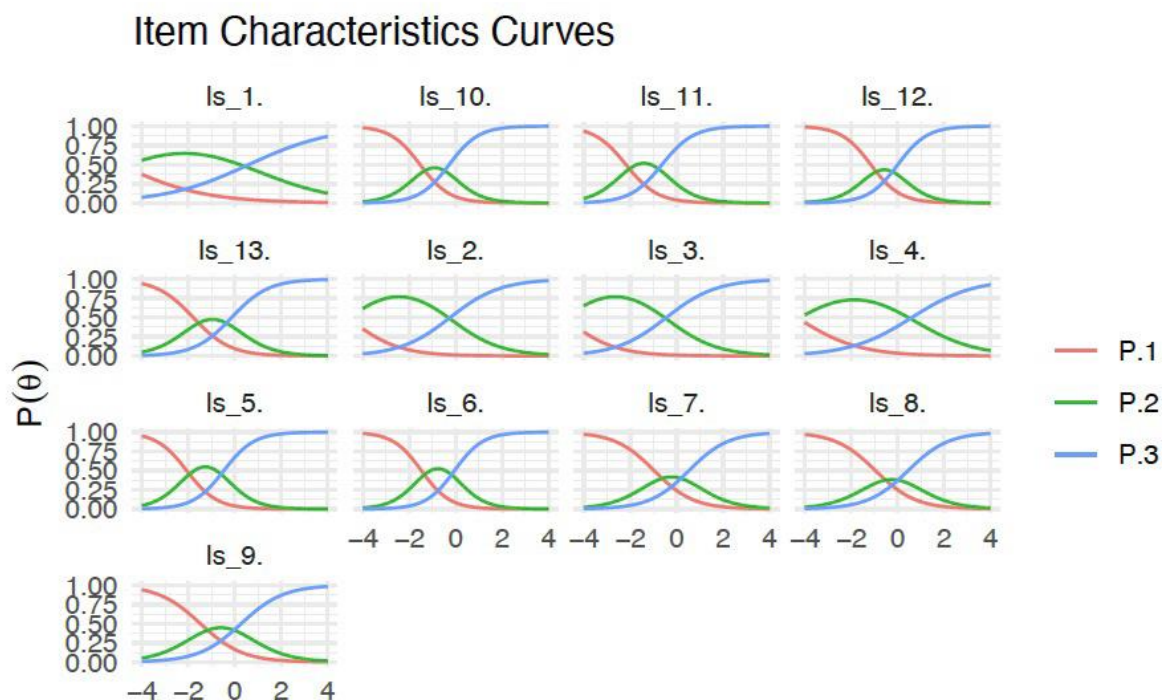 Item Characteristics Curves
ls_1. ls_10. ls_11. ls_12.
1.00
0.75
0.50
0.25
0.00
ls_13. ls_2. ls_3. ls_4.
1.00
0.75
0.50
0.25
0.00
P(θ)
P.1
P.2
P.3
ls_5. ls_6. ls_7. ls_8.
1.00
0.75
0.50
0.25
0.00
−4 −2 0 2 4 −4 −2 0 2 4 −4 −2 0 2 4
ls_9.
1.00
0.75
0.50
0.25
0.00
−4 −2 0 2 4